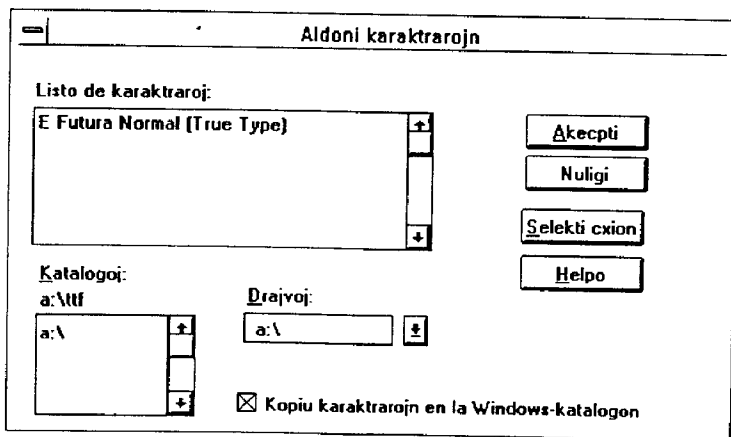 Aldoni karaktrarojn
Listo de karaktraroj:
E Futura Normal (True Type)
Akecpti
Nuligi
Selekti cxion
Helpo
Katalogoj:
a:\ttf
a:\
Drajvoj:
a:\
Kopiu karaktrarojn en la Windows-katalogon